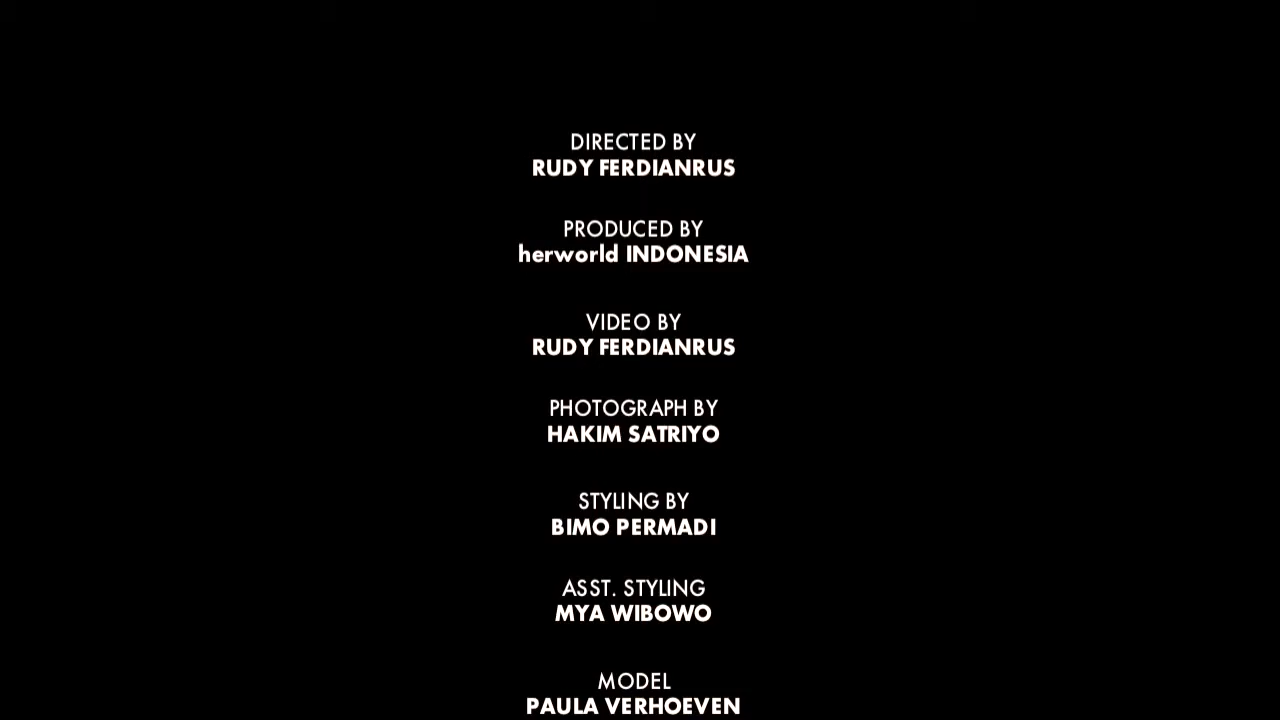 DIRECTED BY
RUDY FERDIANRUS
PRODUCED BY
herworld INDONESIA
VIDEO BY
RUDY FERDIANRUS
PHOTOGRAPH BY
HAKIM SATRIYO
STYLING BY
BIMO PERMADI
ASST. STYLING
MYA WIBOWO
MODEL
PAULA VERHOEVEN